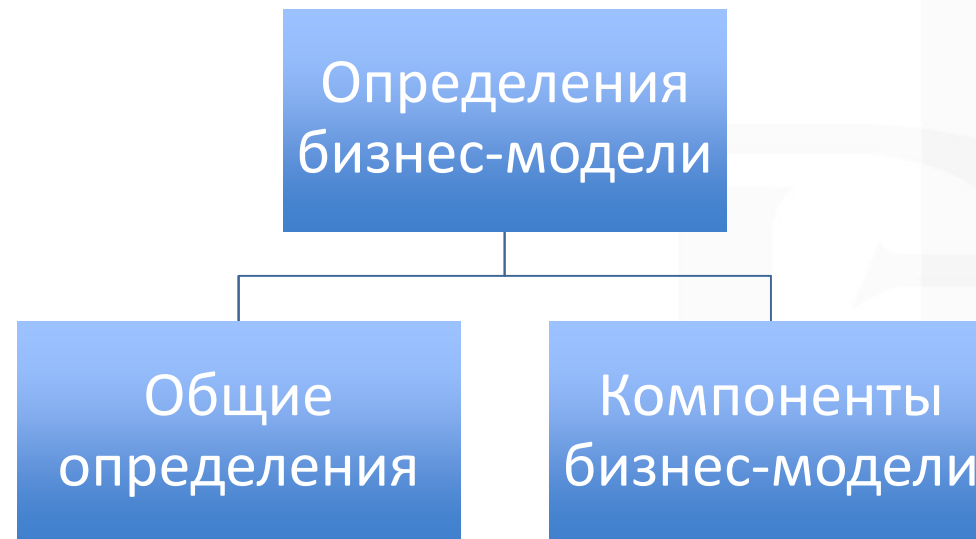 Определения
бизнес-модели
Общие
определения
Компоненты
бизнес-модели